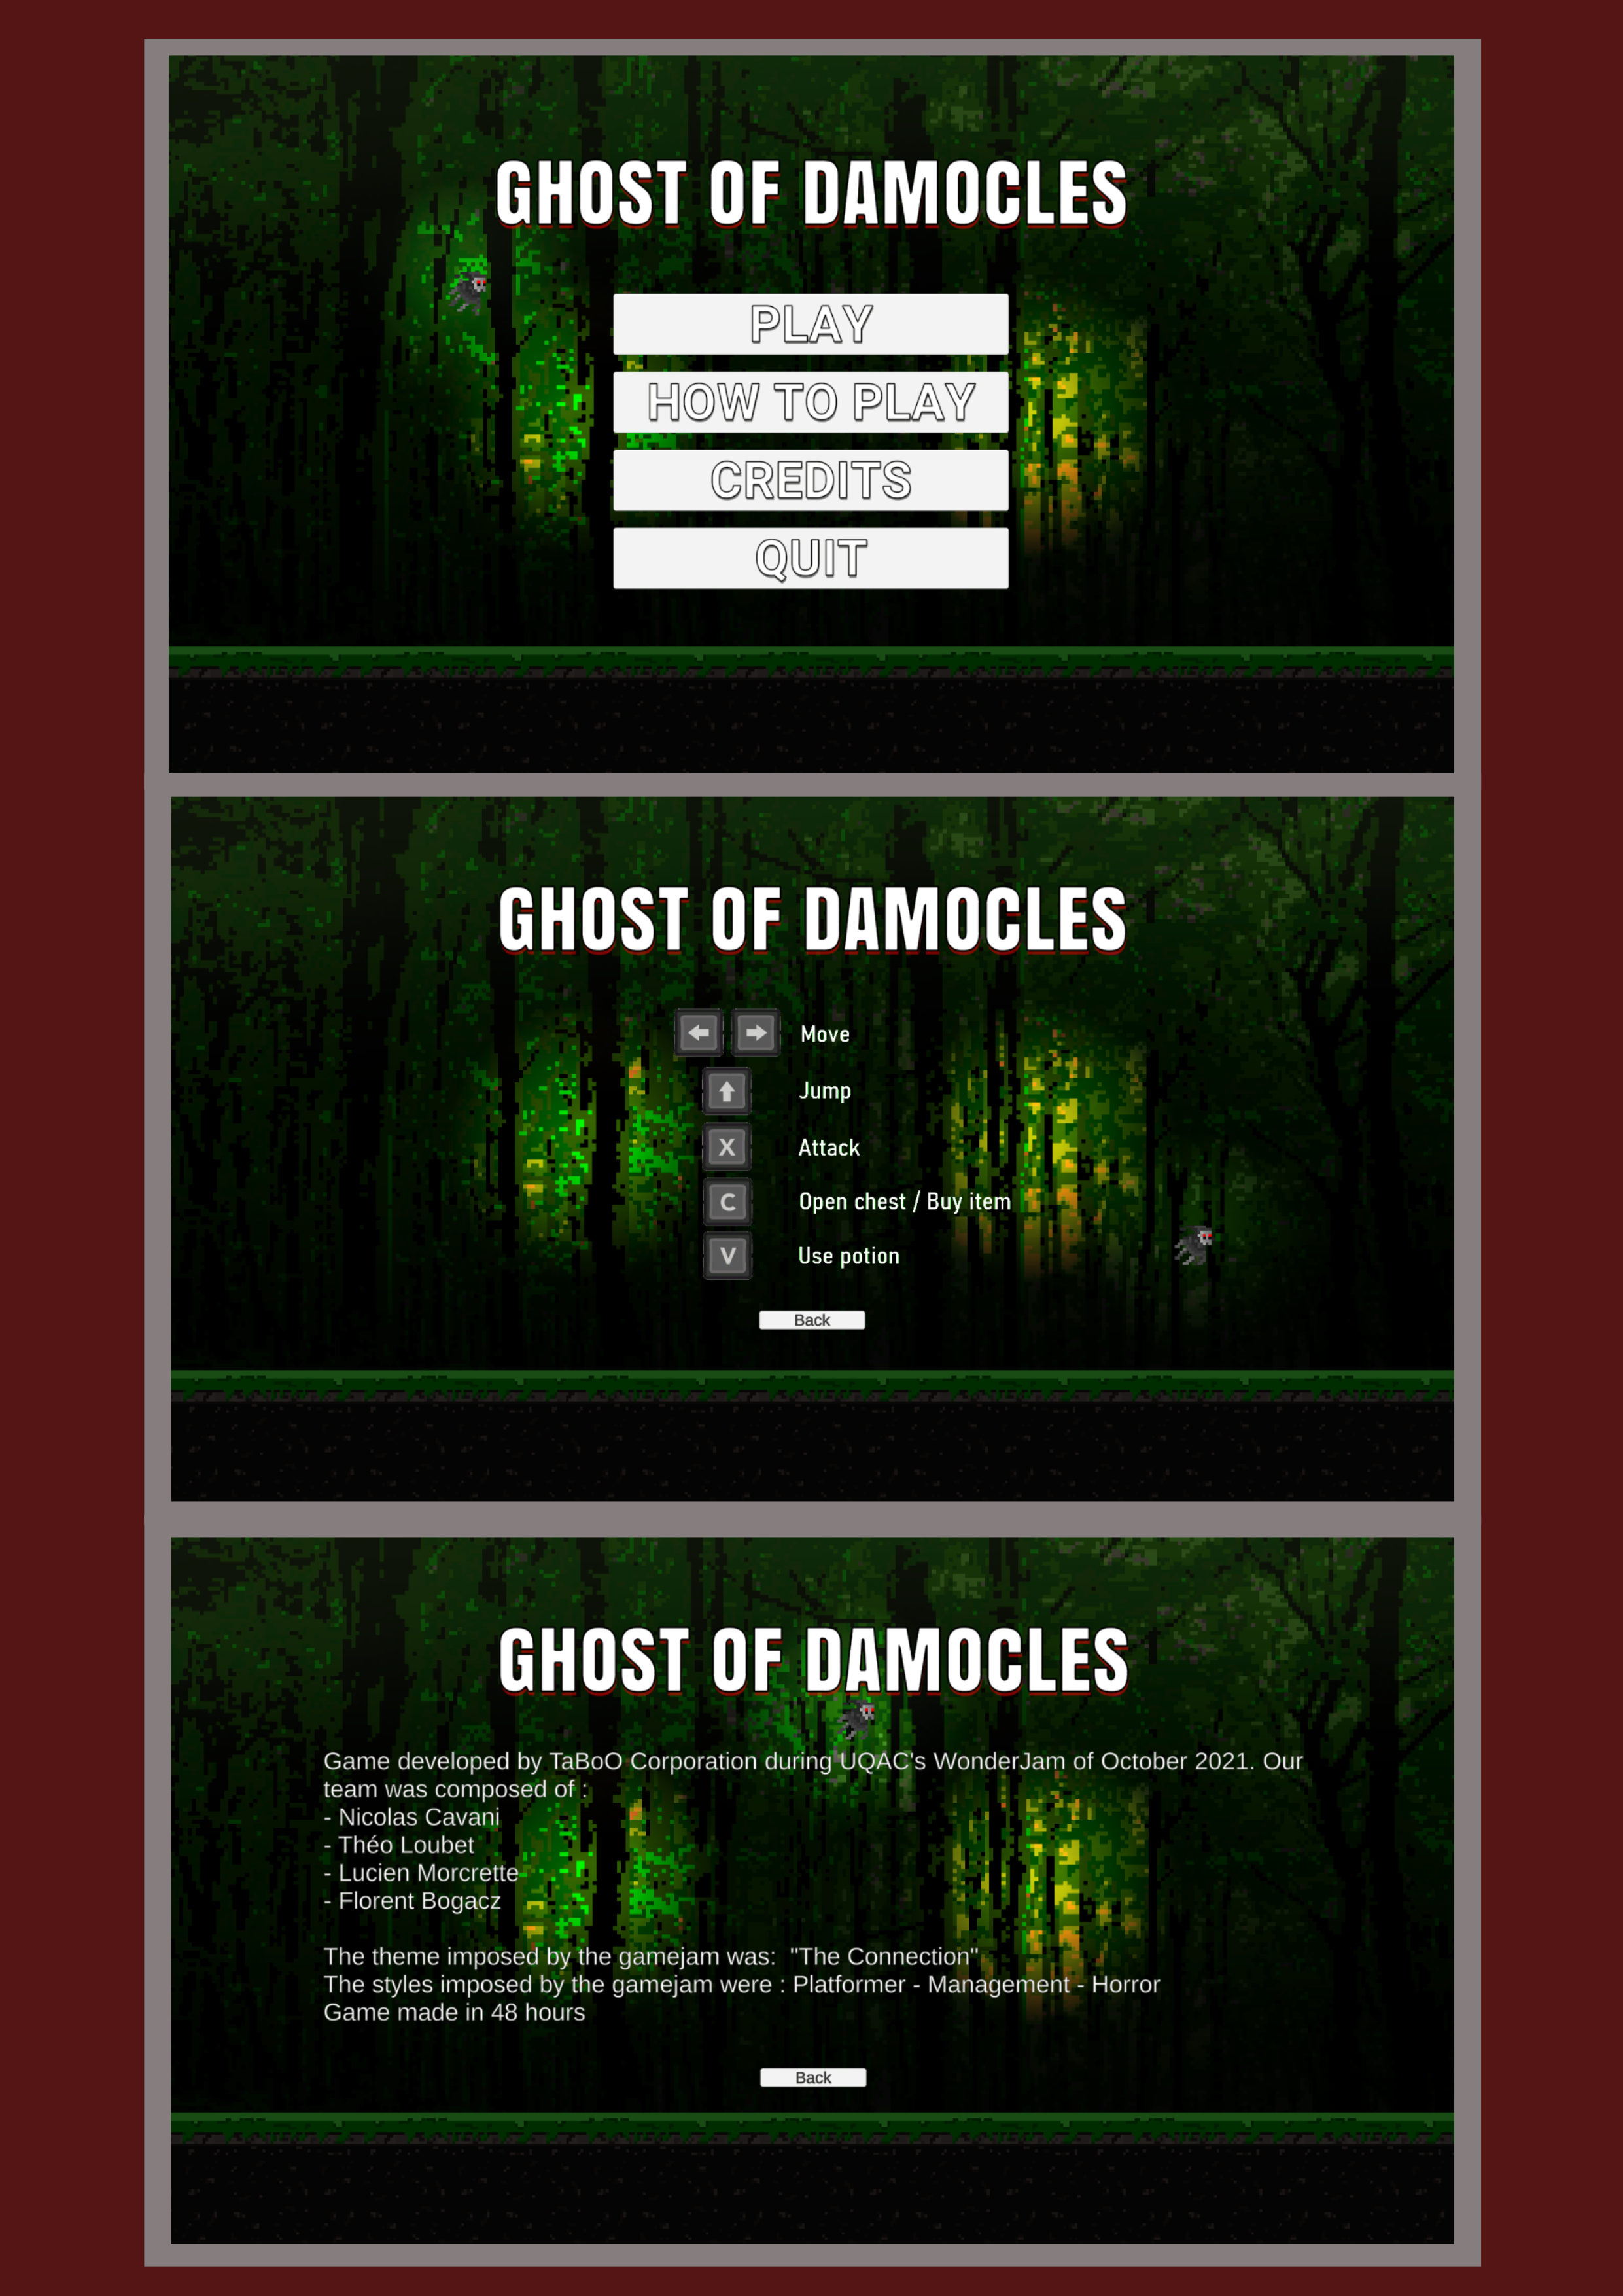 GHOST OF DAMOCLES
PLAY
HOW TO PLAY
CREDITS
QUIT
GHOST OF DAMOCLES
Move
Jump
X Attack
C Open chest / Buy item
V Use potion
Back
GHOST OF DAMOCLES
Game developed by TaBoO Corporation during UQAC's WonderJam of October 2021. Our
team was composed of :
- Nicolas Cavani
- Théo Loubet
- Lucien Morcrette
- Florent Bogacz
The theme imposed by the gamejam was:  "The Connection"
The styles imposed by the gamejam were : Platformer - Management - Horror
Game made in 48 hours
Back